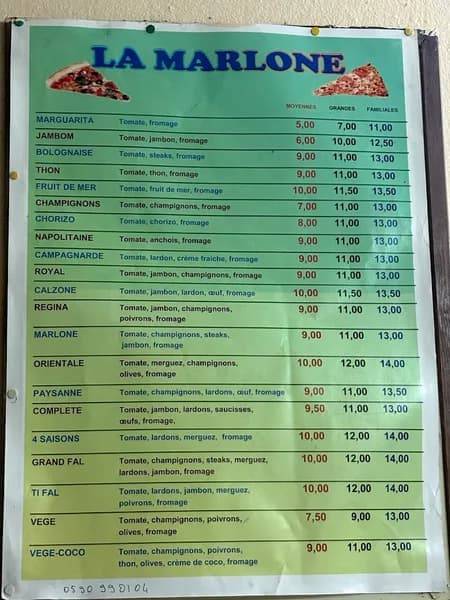 LA MARLONE
MOYENNES GRANDES FAMILIALES
MARGUARITA Tomate, fromage 5,00 7,00 11,00
JAMBOM Tomate, jambon, fromage 6,00 10,00 12,50
BOLOGNAISE Tomate, steaks, fromage 9,00 11,00 13,00
THON Tomate, thon, fromage 9,00 11,00 13,00
FRUIT DE MER Tomate, fruit de mer, fromage 10,00 11,50 13,50
CHAMPIGNONS Tomate, champignons, fromage 7,00 11,00 13,00
CHORIZO Tomate, chorizo, fromage 8,00 11,00 13,00
NAPOLITAINE Tomate, anchois, fromage 9,00 11,00 13,00
CAMPAGNARDE Tomate, lardon, crème fraiche, fromage 9,00 11,00 13,00
ROYAL Tomate, jambon, champignons, fromage 9,00 11,00 13,00
CALZONE Tomate, jambon, lardon, œuf, fromage 10,00 11,50 13,50
REGINA Tomate, jambon, champignons, 9,00 11,00 13,00
poivrons, fromage
MARLONE Tomate, champignons, steaks, 9,00 11,00 13,00
jambon, fromage
ORIENTALE Tomate, merguez, champignons, 10,00 12,00 14,00
olives, fromage
PAYSANNE Tomate, champignons, lardons, œuf, fromage 9,00 11,00 13,50
COMPLETE Tomate, jambon, lardons, saucisses, 9,50 11,00 13,00
œufs, fromage,
4 SAISONS Tomate, lardons, merguez, fromage 10,00 12,00 14,00
GRAND FAL Tomate, champignons, steaks, merguez, 10,00 12,00 14,00
lardons, jambon, fromage
TI FAL Tomate, lardons, jambon, merguez, 10,00 12,00 14,00
poivrons, fromage
VEGE Tomate, champignons, poivrons, 7,50 9,00 13,00
olives, fromage
VEGE-COCO Tomate, champignons, poivrons, 9,00 11,00 13,00
thon, olives, crème de coco, fromage
0590 990104